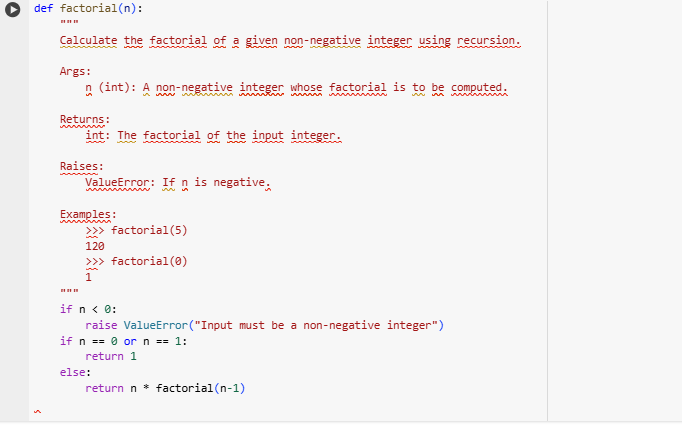 def factorial(n):
    """
    Calculate the factorial of a given non-negative integer using recursion.

    Args:
        n (int): A non-negative integer whose factorial is to be computed.

    Returns:
        int: The factorial of the input integer.

    Raises:
        ValueError: If n is negative.

    Examples:
        >>> factorial(5)
        120
        >>> factorial(0)
        1
    """
    if n < 0:
        raise ValueError("Input must be a non-negative integer")
    if n == 0 or n == 1:
        return 1
    else:
        return n * factorial(n-1)